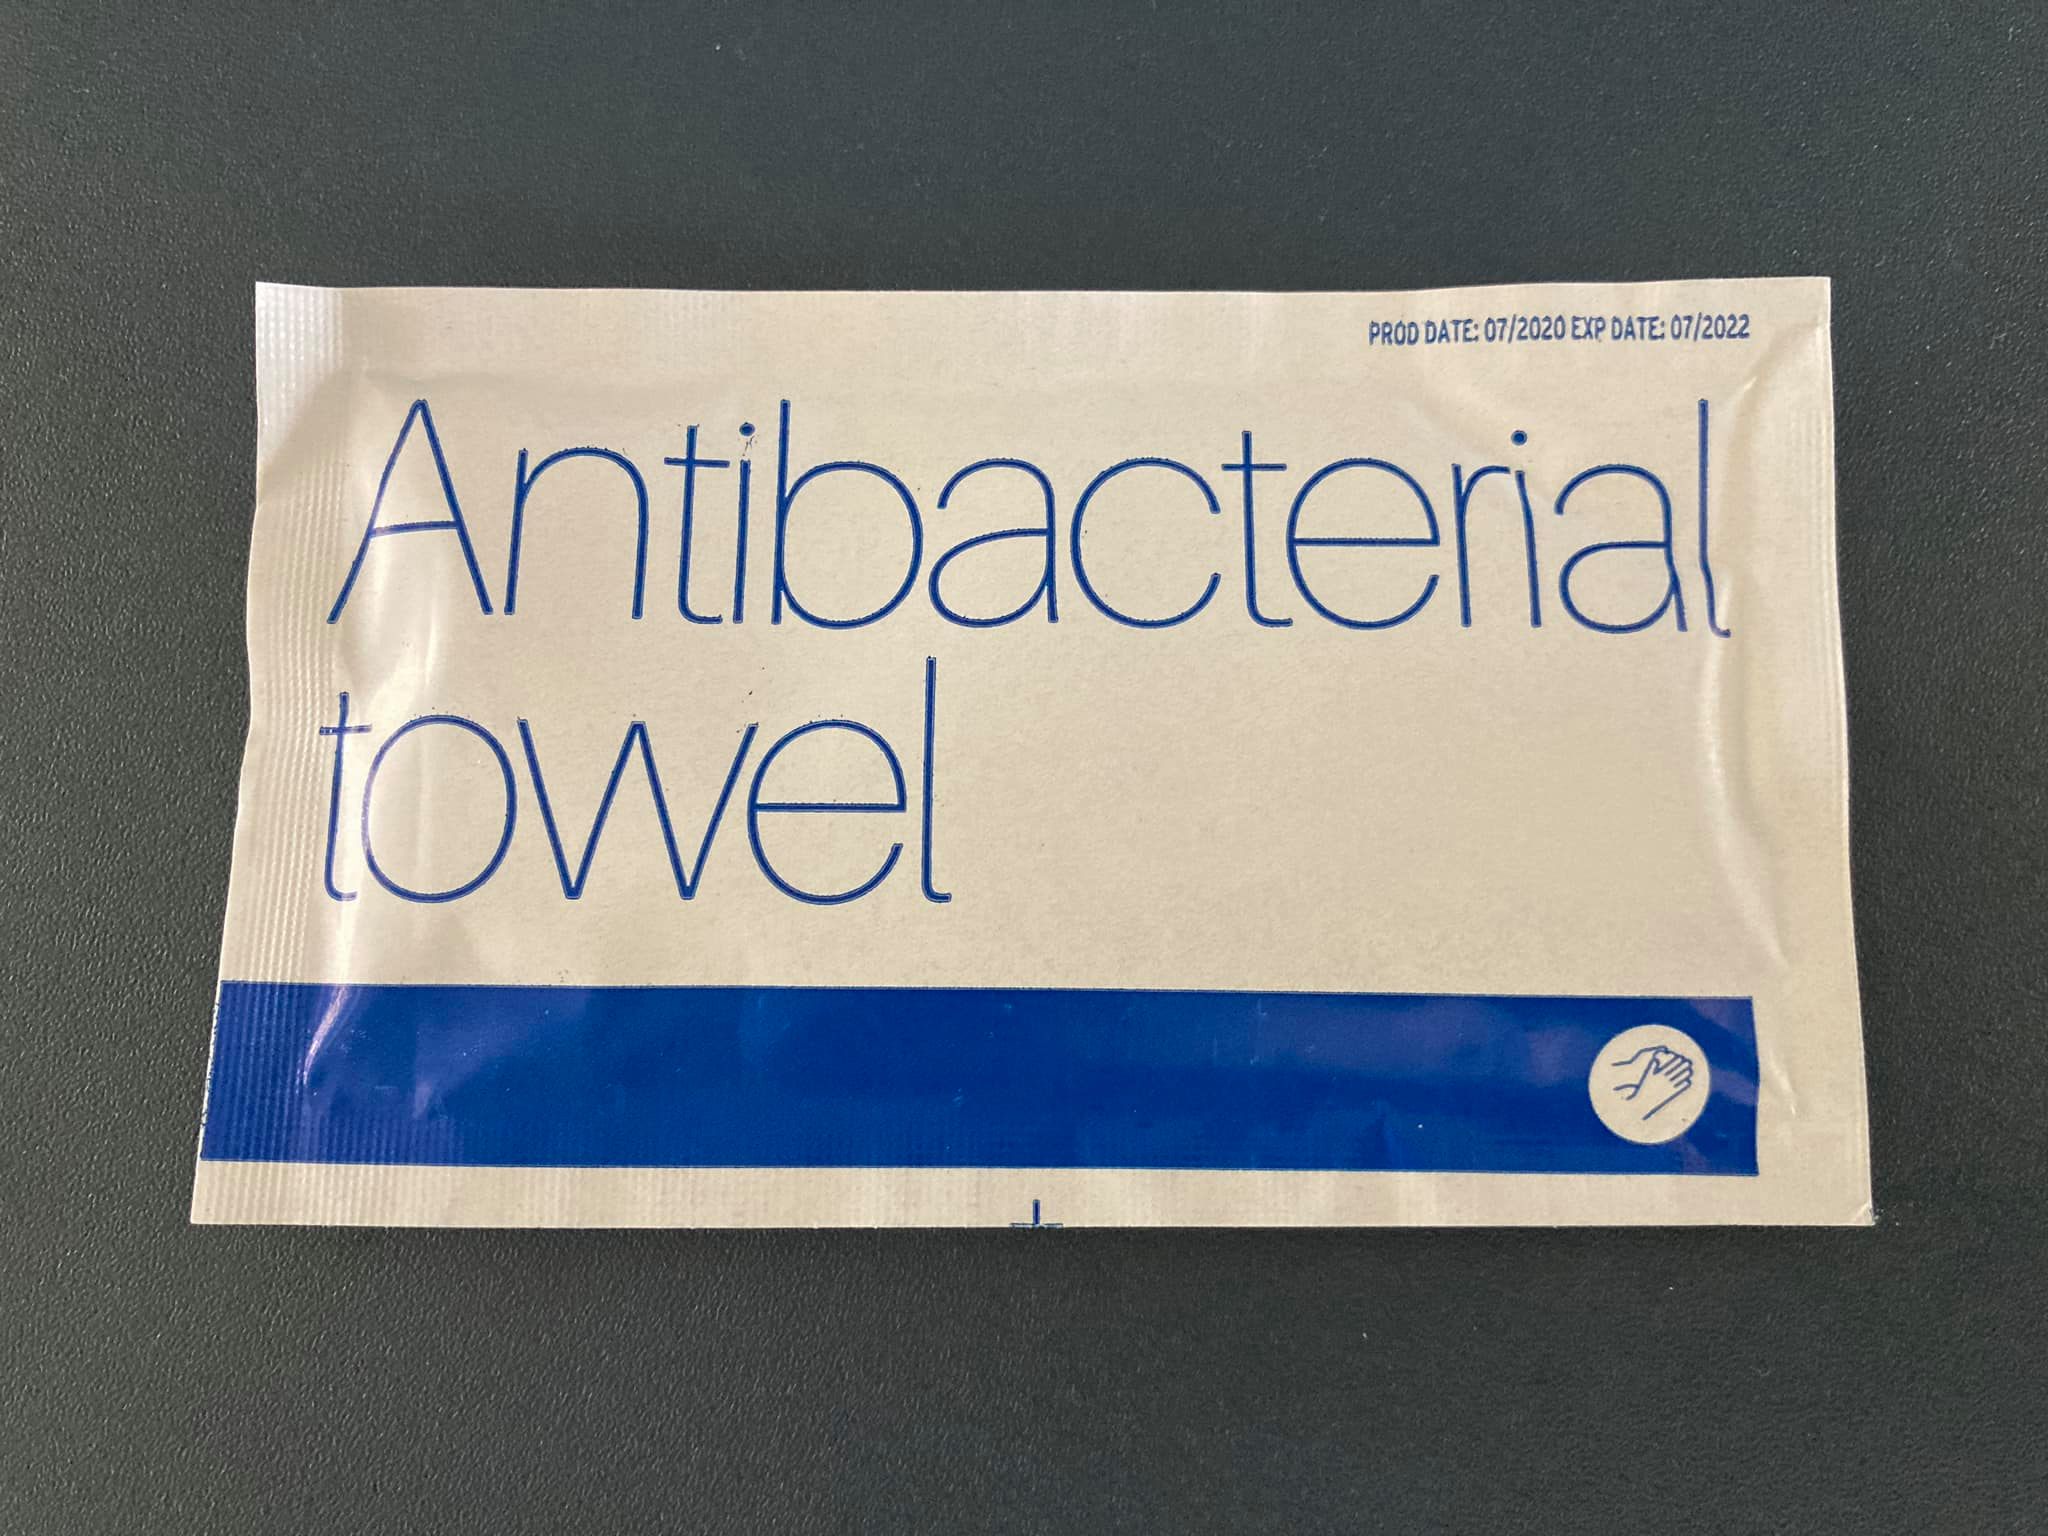 PROD DATE: 07/2020 EXP DATE: 07/2022
Antibacterial
towel